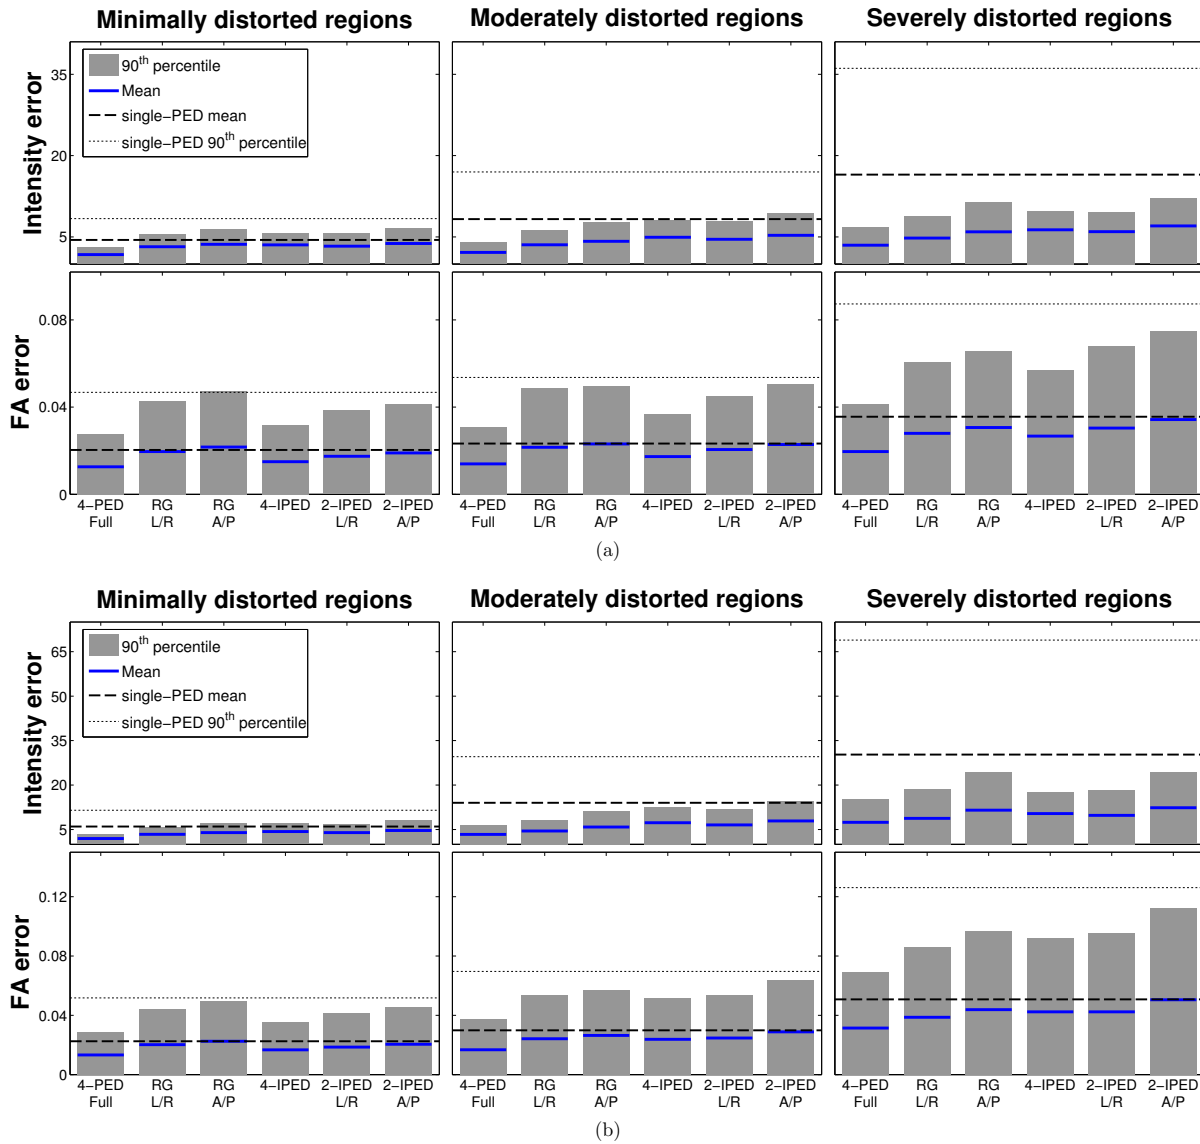 Minimally distorted regions
Moderately distorted regions
Severely distorted regions
Intensity error
35
20
5
90th percentile
Mean
single−PED mean
single−PED 90th percentile
FA error
0.08
0.04
0
4−PED RG RG 4−IPED 2−IPED 2−IPED
Full L/R A/P L/R A/P
4−PED RG RG 4−IPED 2−IPED 2−IPED
Full L/R A/P L/R A/P
4−PED RG RG 4−IPED 2−IPED 2−IPED
Full L/R A/P L/R A/P
(a)
Minimally distorted regions
Moderately distorted regions
Severely distorted regions
Intensity error
65
50
35
20
5
90th percentile
Mean
single−PED mean
single−PED 90th percentile
FA error
0.12
0.08
0.04
0
4−PED RG RG 4−IPED 2−IPED 2−IPED
Full L/R A/P L/R A/P
4−PED RG RG 4−IPED 2−IPED 2−IPED
Full L/R A/P L/R A/P
4−PED RG RG 4−IPED 2−IPED 2−IPED
Full L/R A/P L/R A/P
(b)